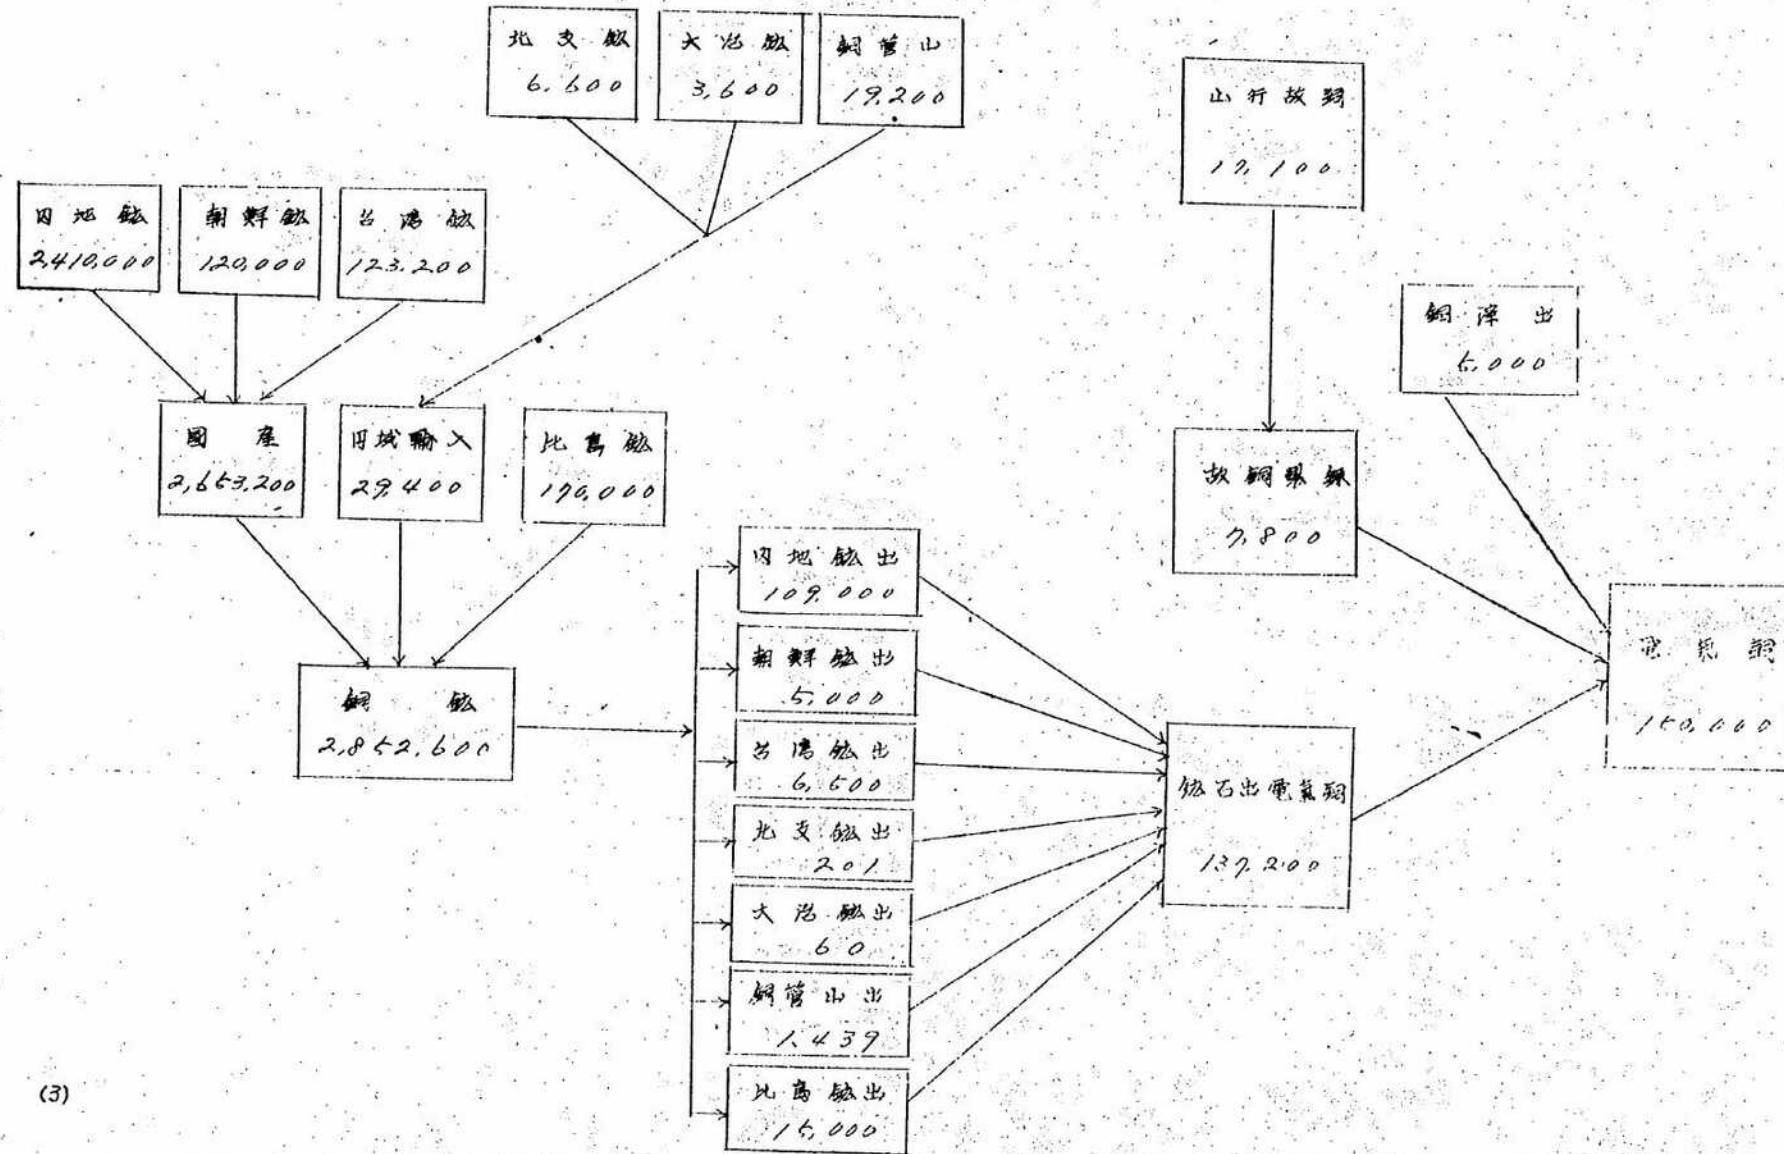 北支鉱
6,600
大冶鉱
3,600
銅管山
19,200
山行故銅
17,100
内地鉱
2,410,000
朝鮮鉱
120,000
台湾鉱
123,200
銅滓出
5,000
國産
2,653,200
円域輸入
29,400
比島鉱
170,000
故銅製錬
7,800
内地鉱出
109,000
朝鮮鉱出
5,000
銅鉱
2,852,600
台湾鉱出
6,500
北支鉱出
201
大冶鉱出
60
銅管山出
1,439
比島鉱出
15,000
鉱石出電氣銅
137,200
電氣銅
150,000
(3)